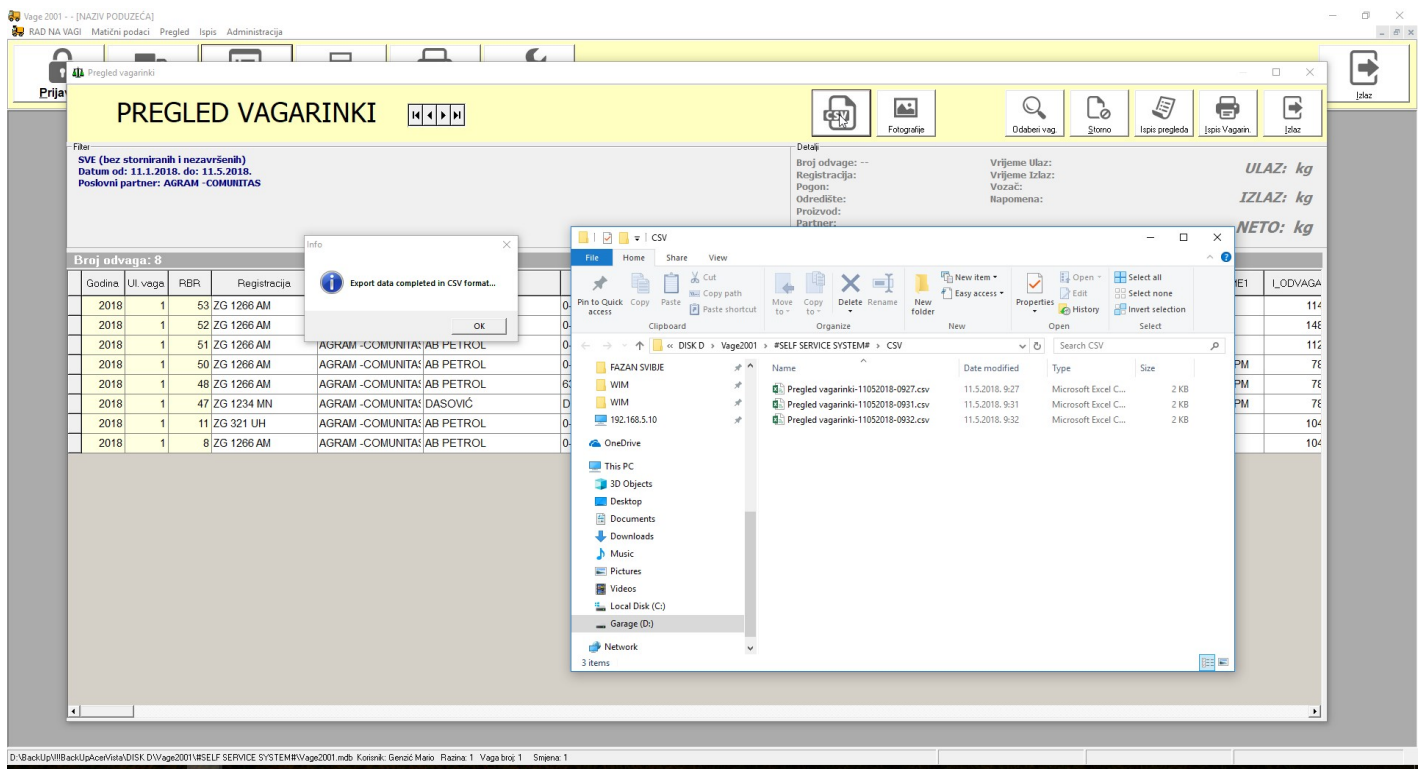 Vage 2001 - - [NAZIV PODUZEĆA]
RAD NA VAGI Matični podaci Pregled Ispis Administracija
Prija
Izlaz
Pregled vagarinki
PREGLED VAGARINKI
CSV
Fotografije
Odaberi vag.
Storno
Ispis pregleda
Ispis Vagarin.
Izlaz
Filter
SVE (bez storniranih i nezavršenih)
Datum od: 11.1.2018. do: 11.5.2018.
Poslovni partner: AGRAM -COMUNITAS
Detalji
Broj odvage: --
Registracija:
Pogon:
Odredište:
Proizvod:
Partner:
Vrijeme Ulaz:
Vrijeme Izlaz:
Vozač:
Napomena:
ULAZ: kg
IZLAZ: kg
NETO: kg
Broj odvaga: 8
Godina Ul. vaga RBR Registracija
ME1 I_ODVAGA
2018 1 53 ZG 1266 AM 0- 114
2018 1 52 ZG 1266 AM 0- 148
2018 1 51 ZG 1266 AM AGRAM -COMUNITAS AB PETROL 0- 112
2018 1 50 ZG 1266 AM AGRAM -COMUNITAS AB PETROL 0- PM 78
2018 1 48 ZG 1266 AM AGRAM -COMUNITAS AB PETROL 63 PM 78
2018 1 47 ZG 1234 MN AGRAM -COMUNITAS DASOVIĆ D PM 78
2018 1 11 ZG 321 UH AGRAM -COMUNITAS AB PETROL 0- 104
2018 1 8 ZG 1266 AM AGRAM -COMUNITAS AB PETROL 0- 104
Info
Export data completed in CSV format...
OK
CSV
File Home Share View
Pin to Quick access
Copy
Paste
Cut
Copy path
Paste shortcut
Clipboard
Move to
Copy to
Delete
Rename
Organize
New folder
New item
Easy access
New
Properties
Open
Edit
History
Open
Select all
Select none
Invert selection
Select
« DISK D › Vage2001 › #SELF SERVICE SYSTEM# › CSV
Search CSV
FAZAN SVIBJE
WIM
WIM
192.168.5.10
OneDrive
This PC
3D Objects
Desktop
Documents
Downloads
Music
Pictures
Videos
Local Disk (C:)
Garage (D:)
Network
Name Date modified Type Size
Pregled vagarinki-11052018-0927.csv 11.5.2018. 9:27 Microsoft Excel C... 2 KB
Pregled vagarinki-11052018-0931.csv 11.5.2018. 9:31 Microsoft Excel C... 2 KB
Pregled vagarinki-11052018-0932.csv 11.5.2018. 9:32 Microsoft Excel C... 2 KB
3 items
D:\BackUp\!!!BackUpAcerVista\DISK D\Vage2001\#SELF SERVICE SYSTEM#\Vage2001.mdb Korisnik: Genzić Mario Razina: 1 Vaga broj: 1 Smjena: 1